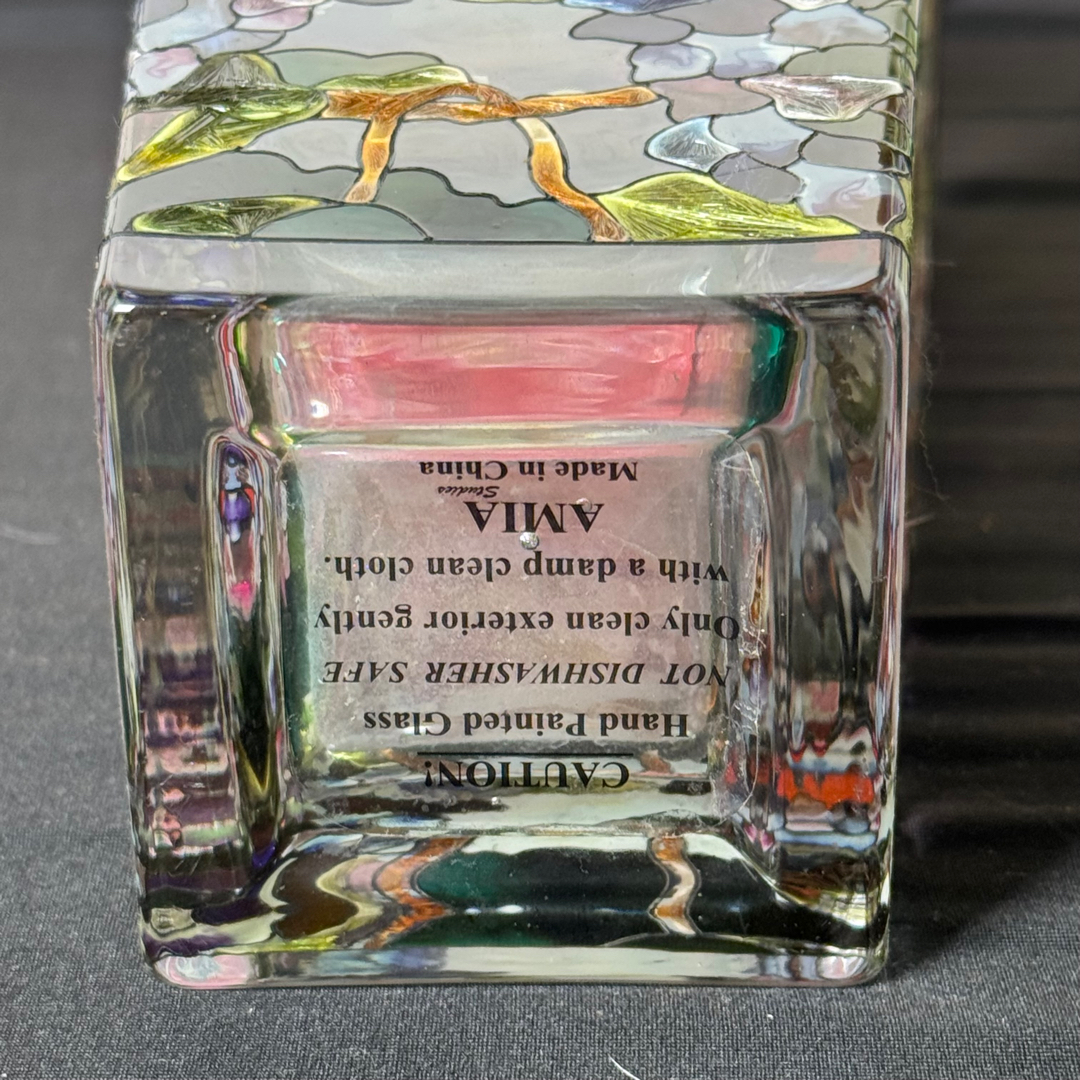 CAUTION!
Hand Painted Glass
NOT DISHWASHER SAFE
Only clean exterior gently
with a damp clean cloth.
AMIA
Studies
Made in China